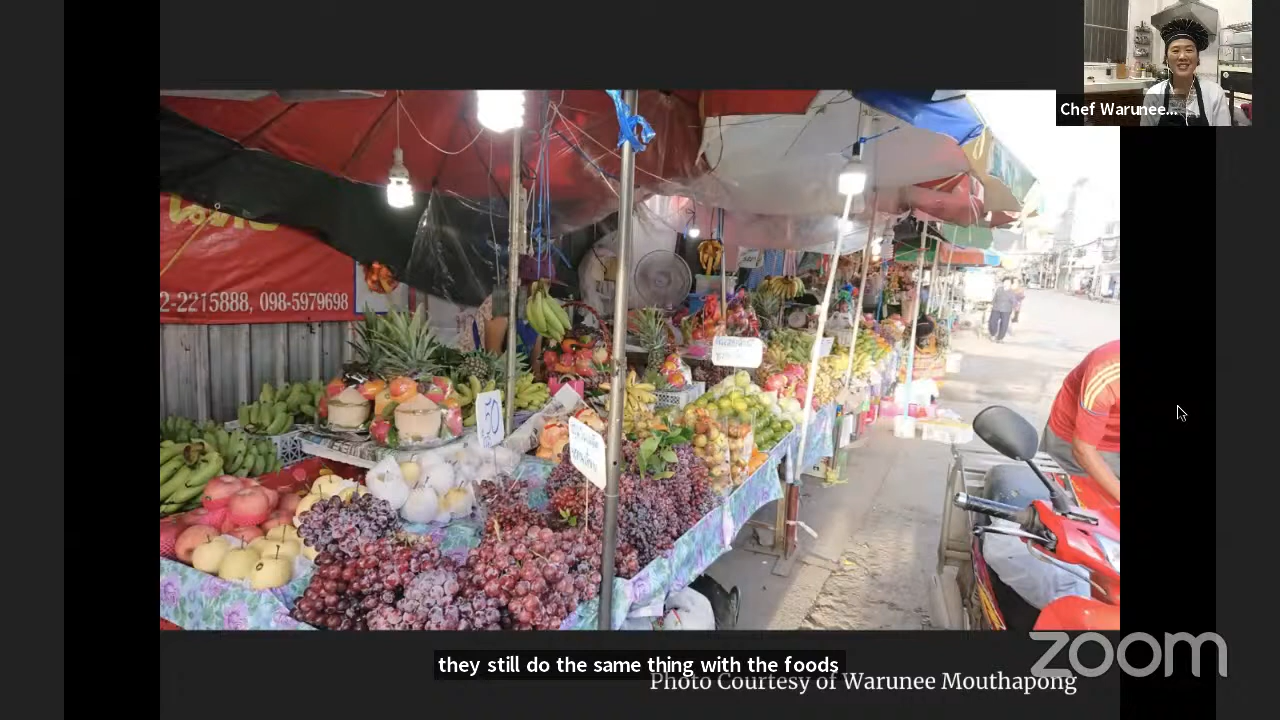 Chef Warunee...
2-2215888, 098-5979698
50
they still do the same thing with the foods
Photo Courtesy of Warunee Mouthapong
zoom